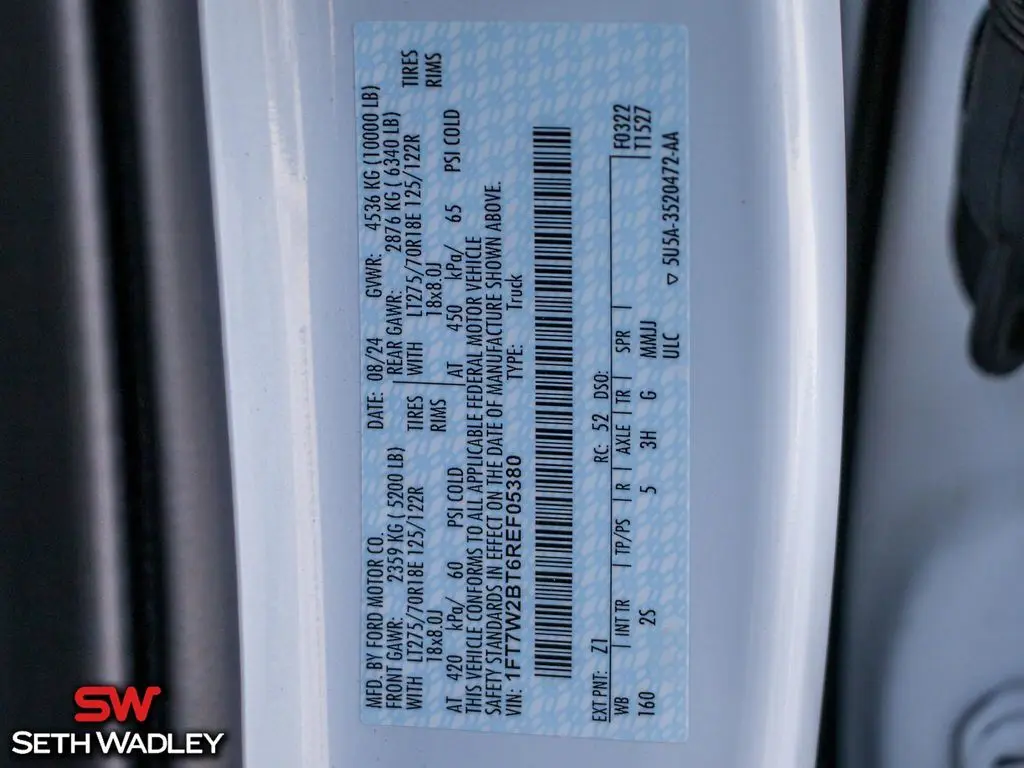 MFD. BY FORD MOTOR CO. DATE: 08/24 GVWR: 4536 KG (10000 LB)
FRONT GAWR: 2359 KG ( 5200 LB) REAR GAWR: 2876 KG ( 6340 LB)
WITH LT275/70R18E 125/122R TIRES WITH LT275/70R18E 125/122R TIRES
18x8.0J RIMS 18x8.0J RIMS
AT 420 kPa/ 60 PSI COLD AT 450 kPa/ 65 PSI COLD
THIS VEHICLE CONFORMS TO ALL APPLICABLE FEDERAL MOTOR VEHICLE
SAFETY STANDARDS IN EFFECT ON THE DATE OF MANUFACTURE SHOWN ABOVE.
VIN: 1FT7W2BT6REF05380 TYPE: Truck
EXT PNT: Z1 RC: 52 DSO: F0322
WB INT TR TP/PS R AXLE TR SPR T1527
160 2S 5 3H G MMUJ
ULC ▽ 5U5A-3520472-AA
SW
SETH WADLEY